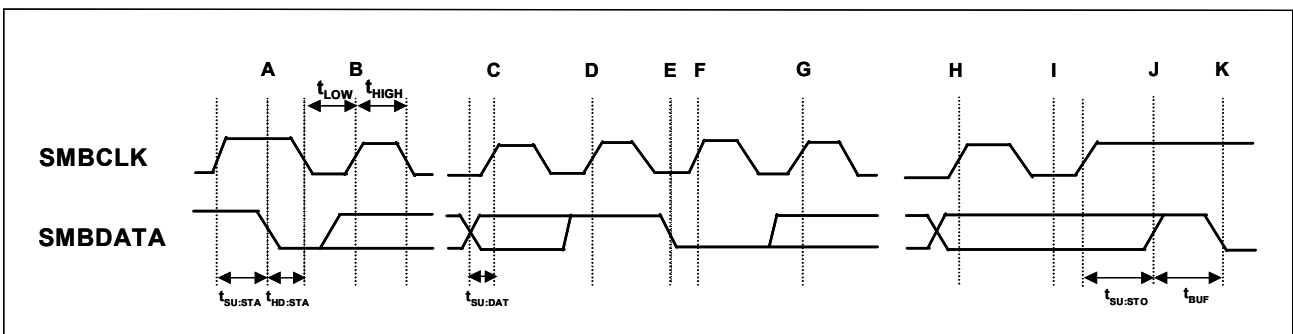 A B C D E F G H I J K
tLOW tHIGH
SMBCLK
SMBDATA
tSU:STA tHD:STA tSU:DAT tSU:STO tBUF